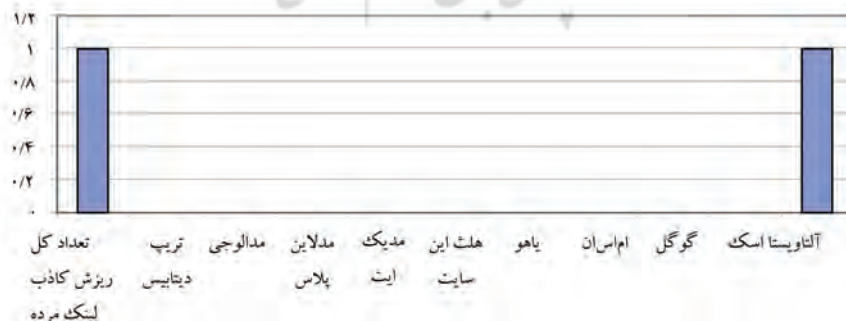 ۱/۲
۱
۰/۸
۰/۶
۰/۴
۰/۲
۰
آلتاویستا اسک گوگل ام‌اس‌ان یاهو هلث این مدیک مدلاین مدالوجی تریپ تعداد کل
سایت ایت پلاس دیتابیس ریزش کاذب
لینک مرده